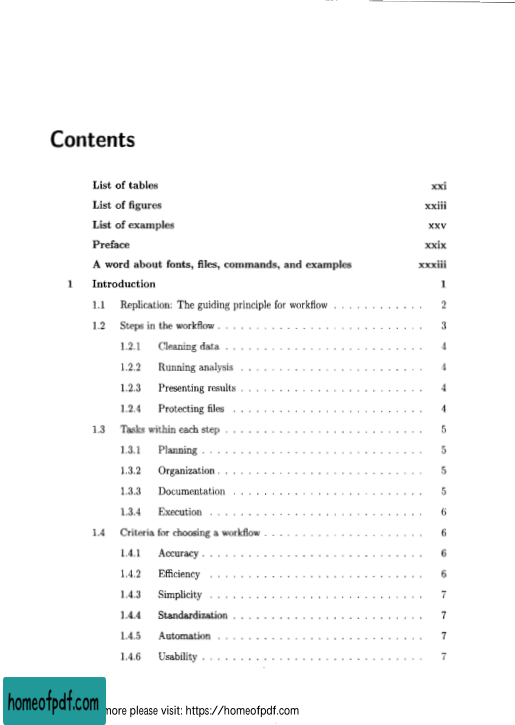 Contents
List of tables xxi
List of figures xxiii
List of examples xxv
Preface xxix
A word about fonts, files, commands, and examples xxxiii
1 Introduction 1
1.1 Replication: The guiding principle for workflow . . . . . . . . . . . . 2
1.2 Steps in the workflow . . . . . . . . . . . . . . . . . . . . . . . . . . 3
1.2.1 Cleaning data . . . . . . . . . . . . . . . . . . . . . . . . . 4
1.2.2 Running analysis . . . . . . . . . . . . . . . . . . . . . . . 4
1.2.3 Presenting results . . . . . . . . . . . . . . . . . . . . . . . 4
1.2.4 Protecting files . . . . . . . . . . . . . . . . . . . . . . . . 4
1.3 Tasks within each step . . . . . . . . . . . . . . . . . . . . . . . . . 5
1.3.1 Planning . . . . . . . . . . . . . . . . . . . . . . . . . . . . 5
1.3.2 Organization . . . . . . . . . . . . . . . . . . . . . . . . . . 5
1.3.3 Documentation . . . . . . . . . . . . . . . . . . . . . . . . 5
1.3.4 Execution . . . . . . . . . . . . . . . . . . . . . . . . . . . 6
1.4 Criteria for choosing a workflow . . . . . . . . . . . . . . . . . . . . 6
1.4.1 Accuracy . . . . . . . . . . . . . . . . . . . . . . . . . . . . 6
1.4.2 Efficiency . . . . . . . . . . . . . . . . . . . . . . . . . . . 6
1.4.3 Simplicity . . . . . . . . . . . . . . . . . . . . . . . . . . . 7
1.4.4 Standardization . . . . . . . . . . . . . . . . . . . . . . . . 7
1.4.5 Automation . . . . . . . . . . . . . . . . . . . . . . . . . . 7
1.4.6 Usability . . . . . . . . . . . . . . . . . . . . . . . . . . . . 7
homeofpdf.com more please visit: https://homeofpdf.com